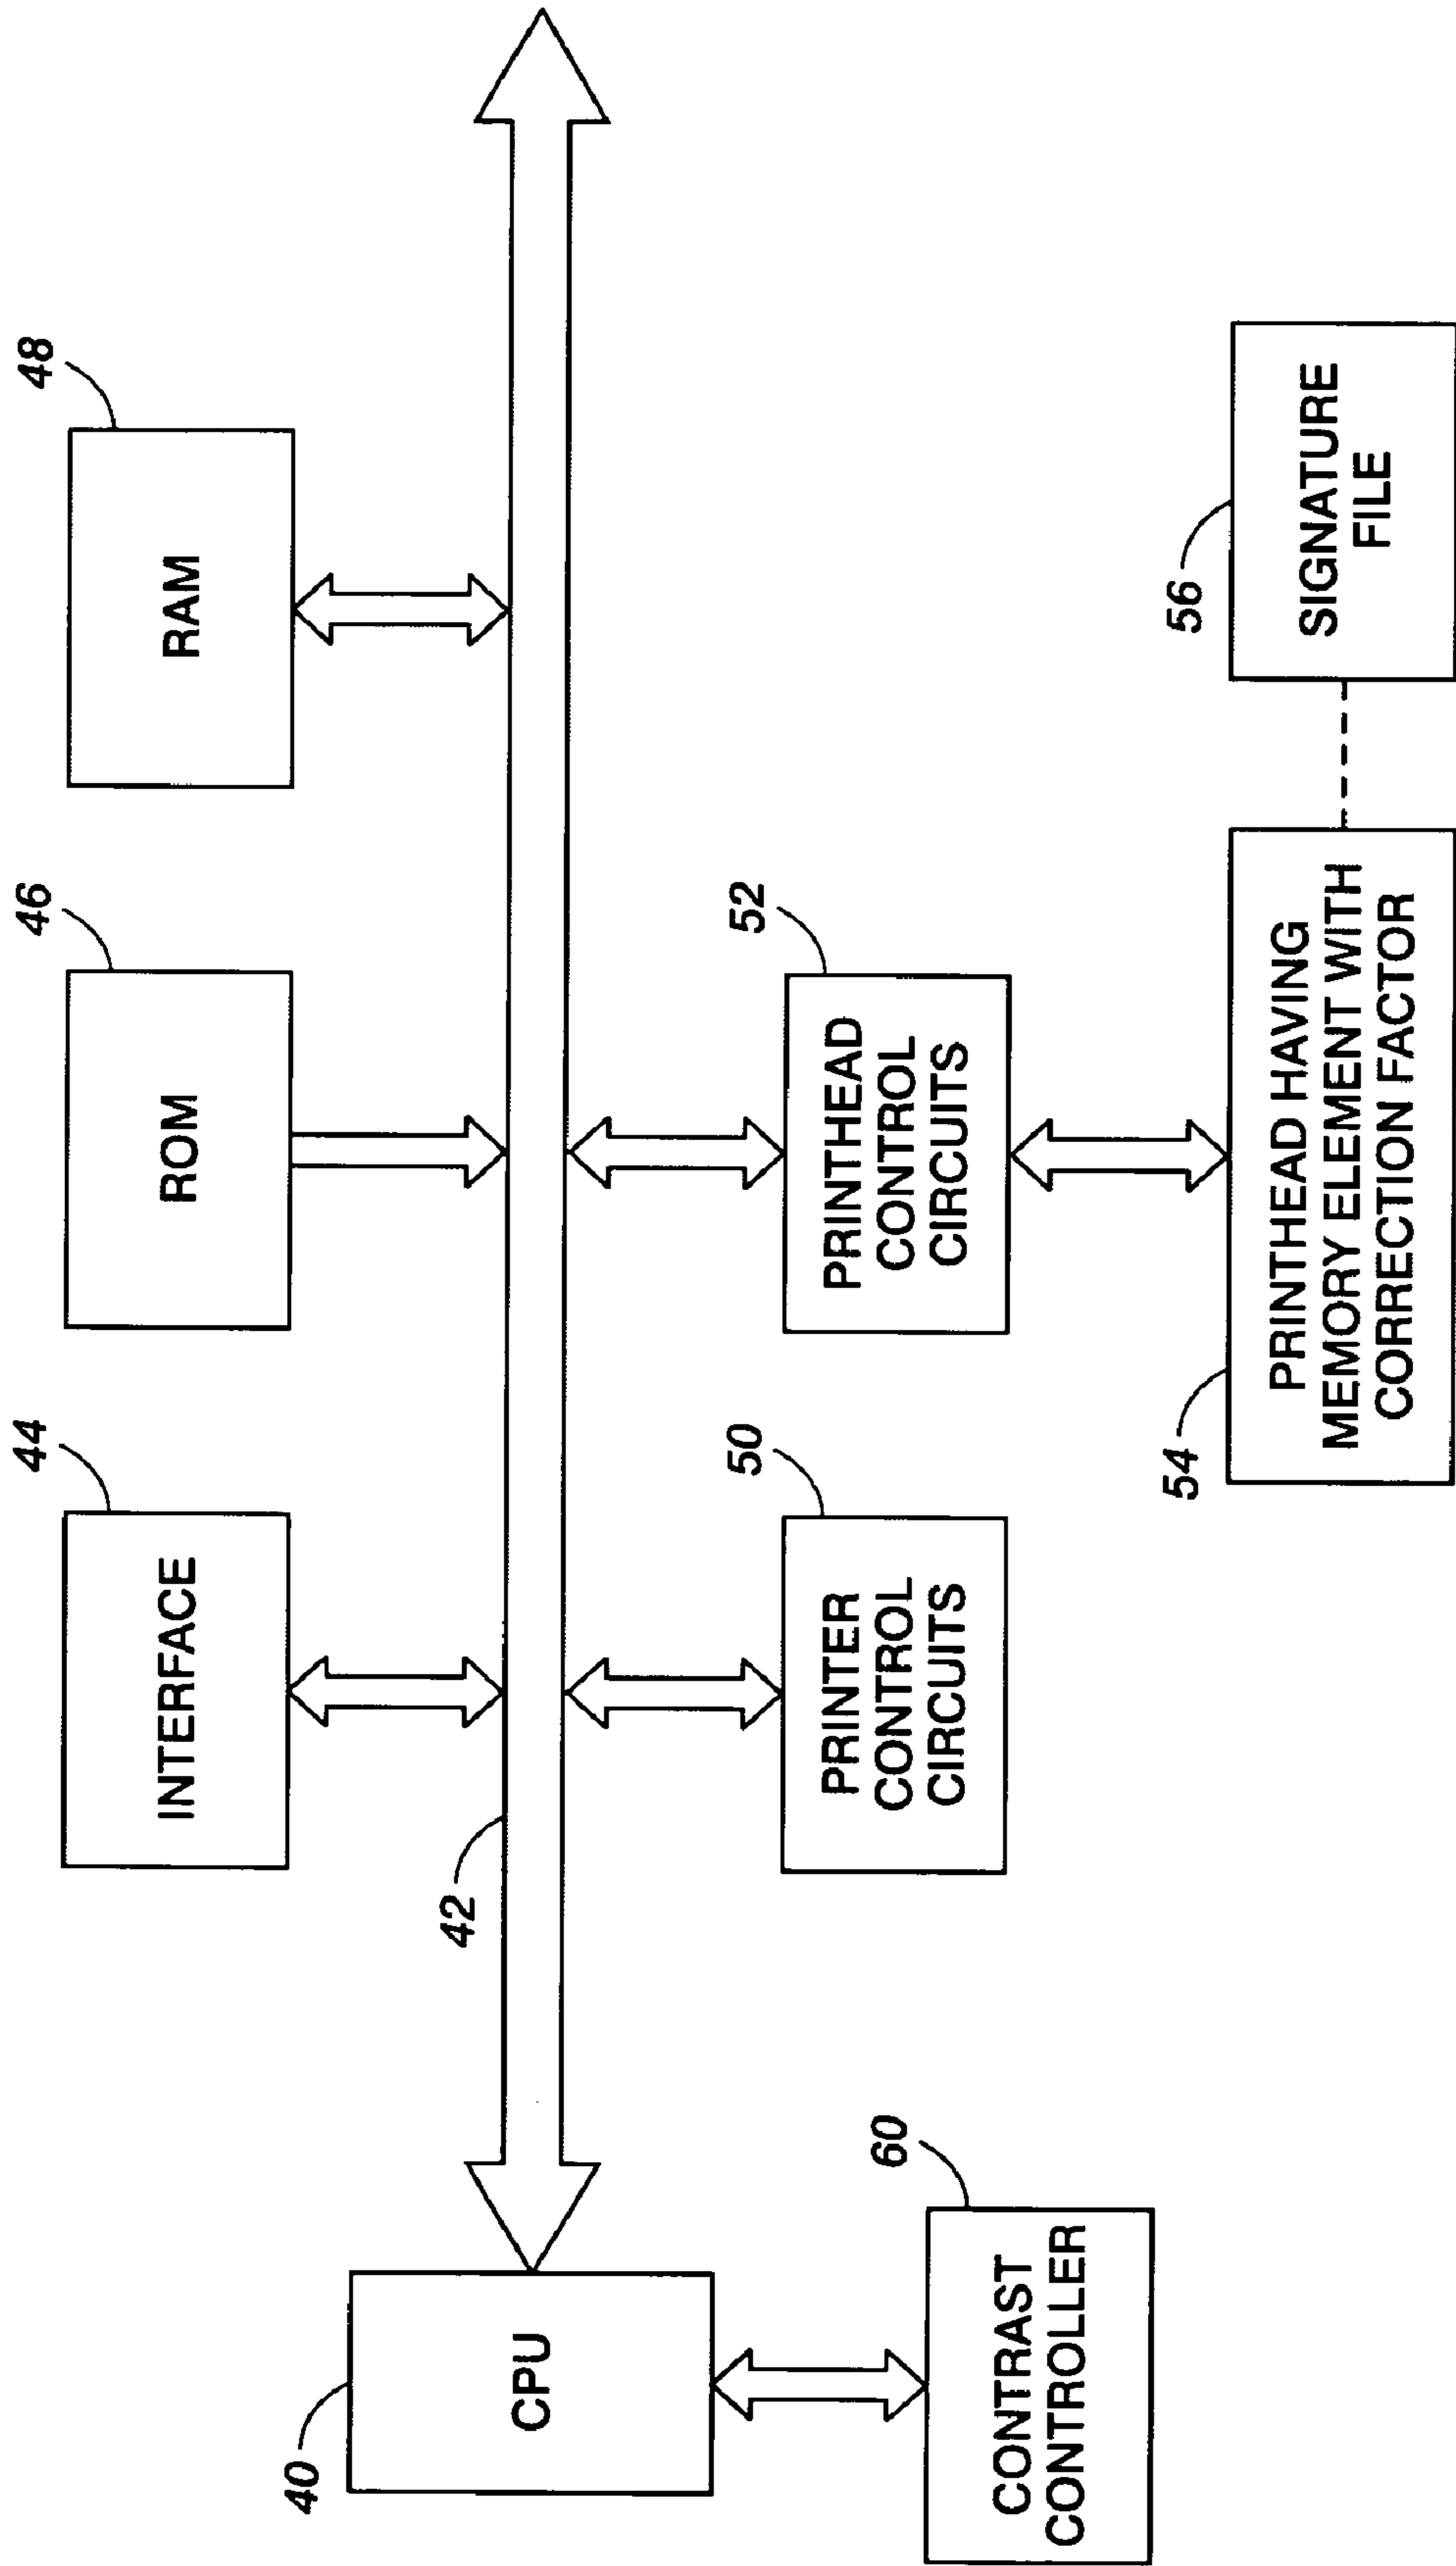 44
INTERFACE
46
ROM
48
RAM
40
CPU
42
60
CONTRAST
CONTROLLER
50
PRINTER
CONTROL
CIRCUITS
52
PRINTHEAD
CONTROL
CIRCUITS
54
PRINTHEAD HAVING
MEMORY ELEMENT WITH
CORRECTION FACTOR
56
SIGNATURE
FILE